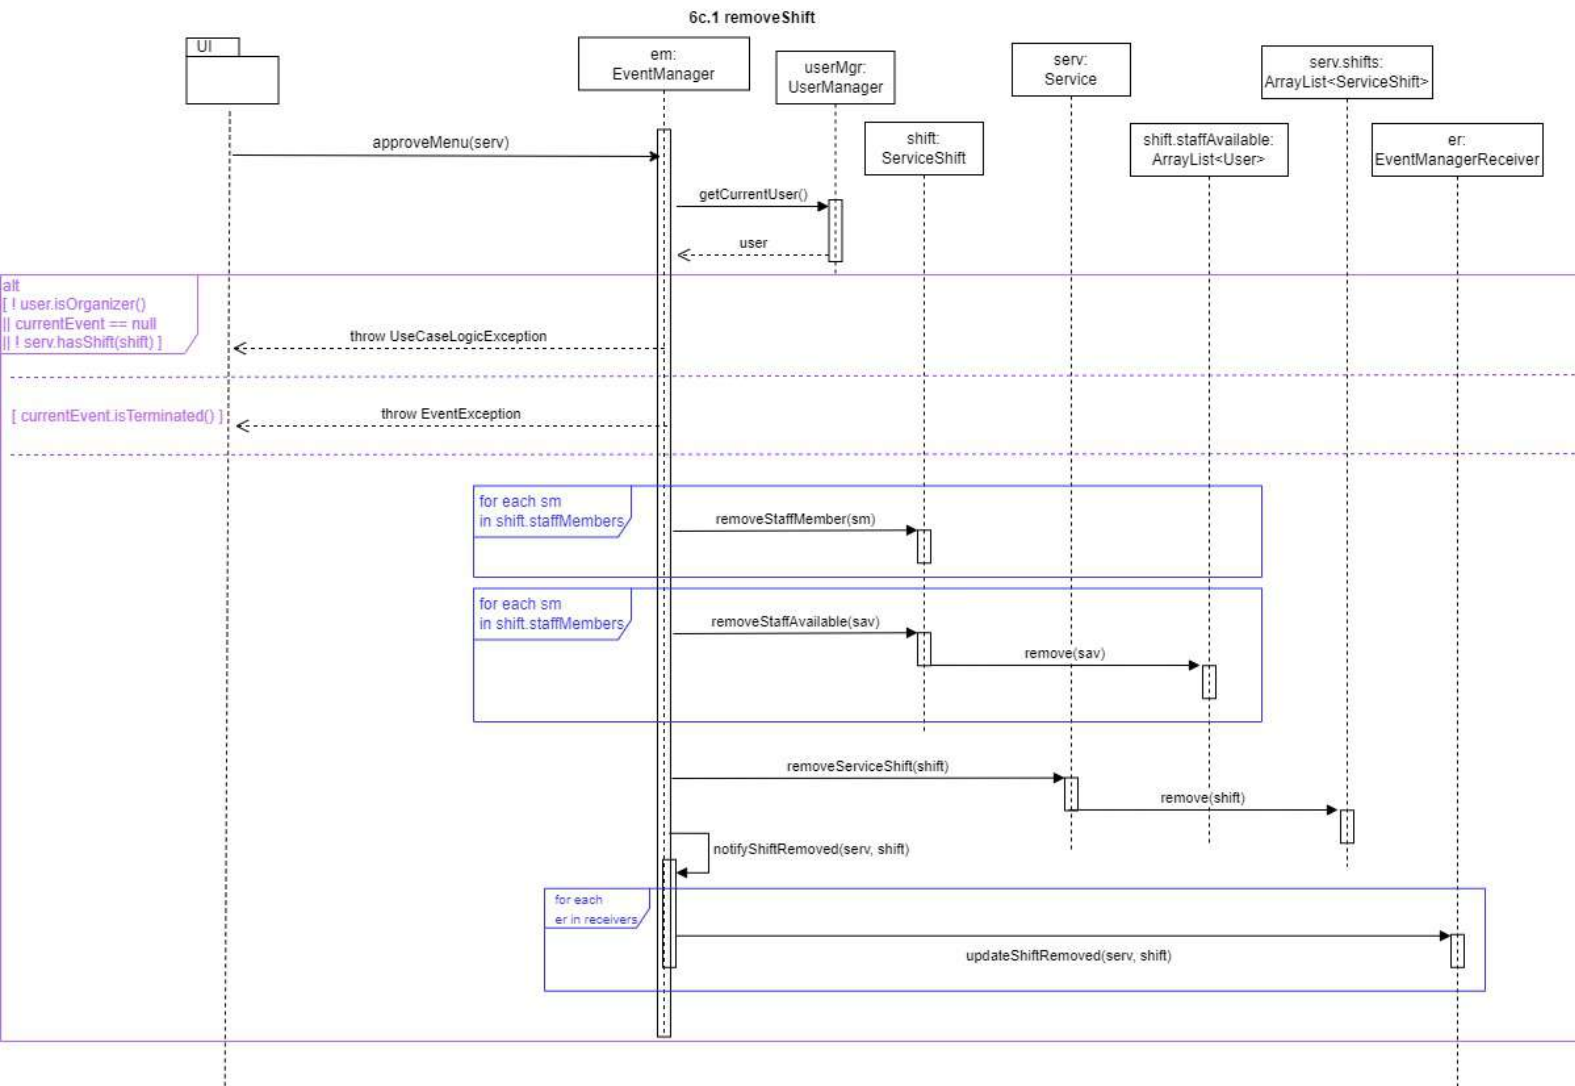 6c.1 removeShift
UI
em:
EventManager
userMgr:
UserManager
serv:
Service
serv.shifts:
ArrayList<ServiceShift>
shift:
ServiceShift
shift.staffAvailable:
ArrayList<User>
er:
EventManagerReceiver
approveMenu(serv)
getCurrentUser()
user
alt
[ ! user.isOrganizer()
|| currentEvent == null
|| ! serv.hasShift(shift) ]
throw UseCaseLogicException
[ currentEvent.isTerminated() ]
throw EventException
for each sm
in shift.staffMembers
removeStaffMember(sm)
for each sm
in shift.staffMembers
removeStaffAvailable(sav)
remove(sav)
removeServiceShift(shift)
remove(shift)
notifyShiftRemoved(serv, shift)
for each
er in receivers
updateShiftRemoved(serv, shift)